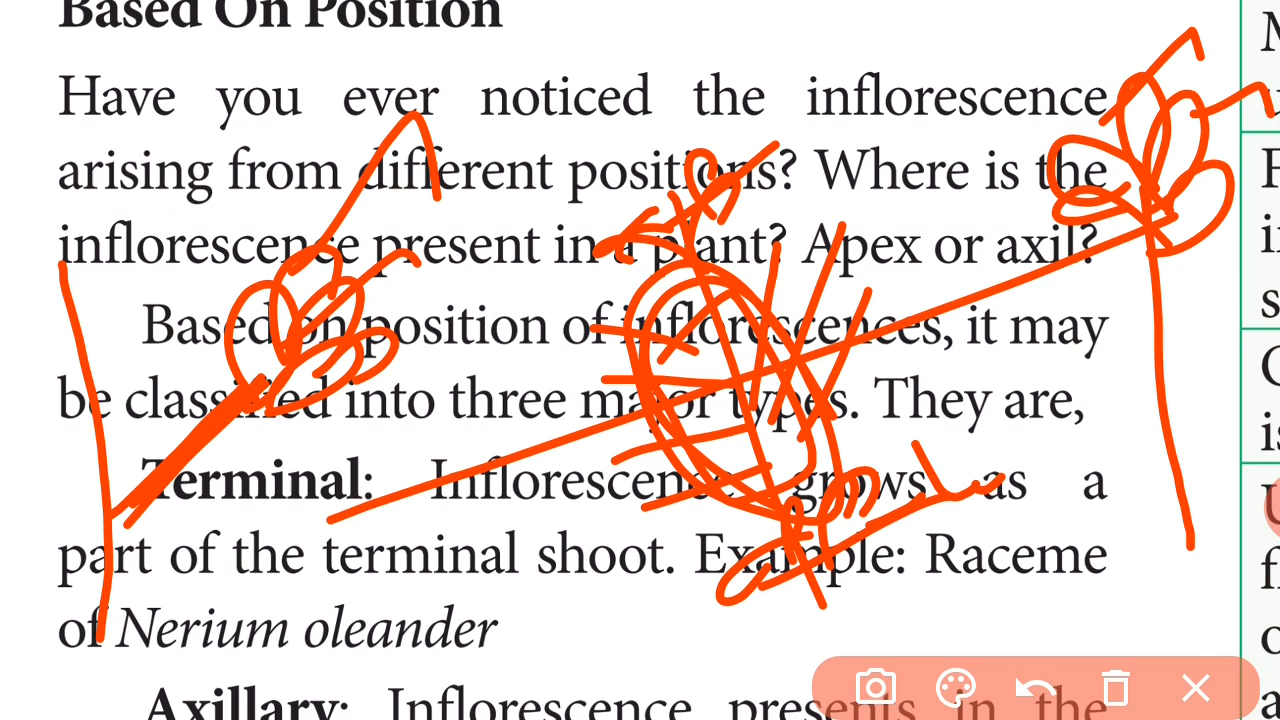 Based On Position
Have you ever noticed the inflorescence
arising from different positions? Where is the
inflorescence present in a plant? Apex or axil?
Based on position of inflorescences, it may
be classified into three major types. They are,
Terminal: Inflorescence grows as a
part of the terminal shoot. Example: Raceme
of Nerium oleander
Axillary: Inflorescence presents in the